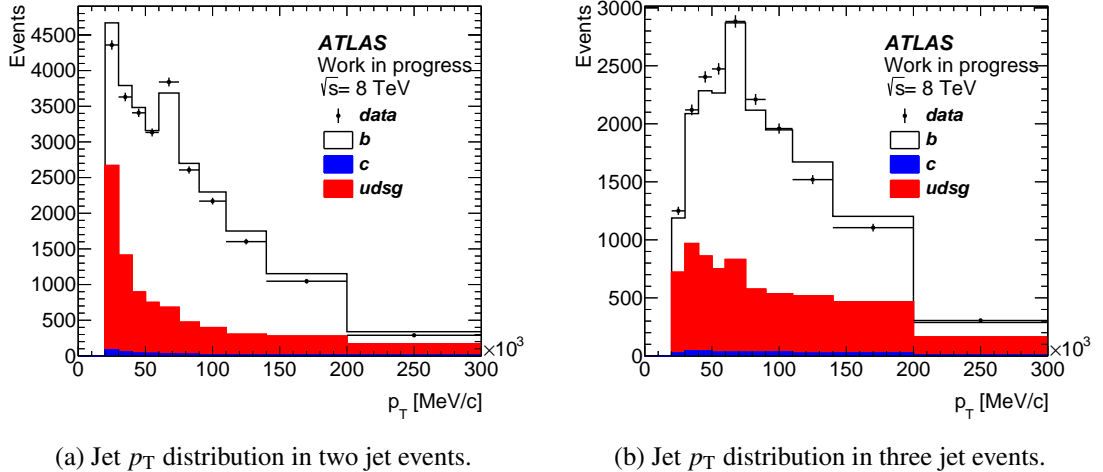 Events
4500
4000
3500
3000
2500
2000
1500
1000
500
0
ATLAS
Work in progress
√s= 8 TeV
data
b
c
udsg
0 50 100 150 200 250 300
×10³
p_T [MeV/c]
(a) Jet p_T distribution in two jet events.
Events
3000
2500
2000
1500
1000
500
0
ATLAS
Work in progress
√s= 8 TeV
data
b
c
udsg
0 50 100 150 200 250 300
×10³
p_T [MeV/c]
(b) Jet p_T distribution in three jet events.